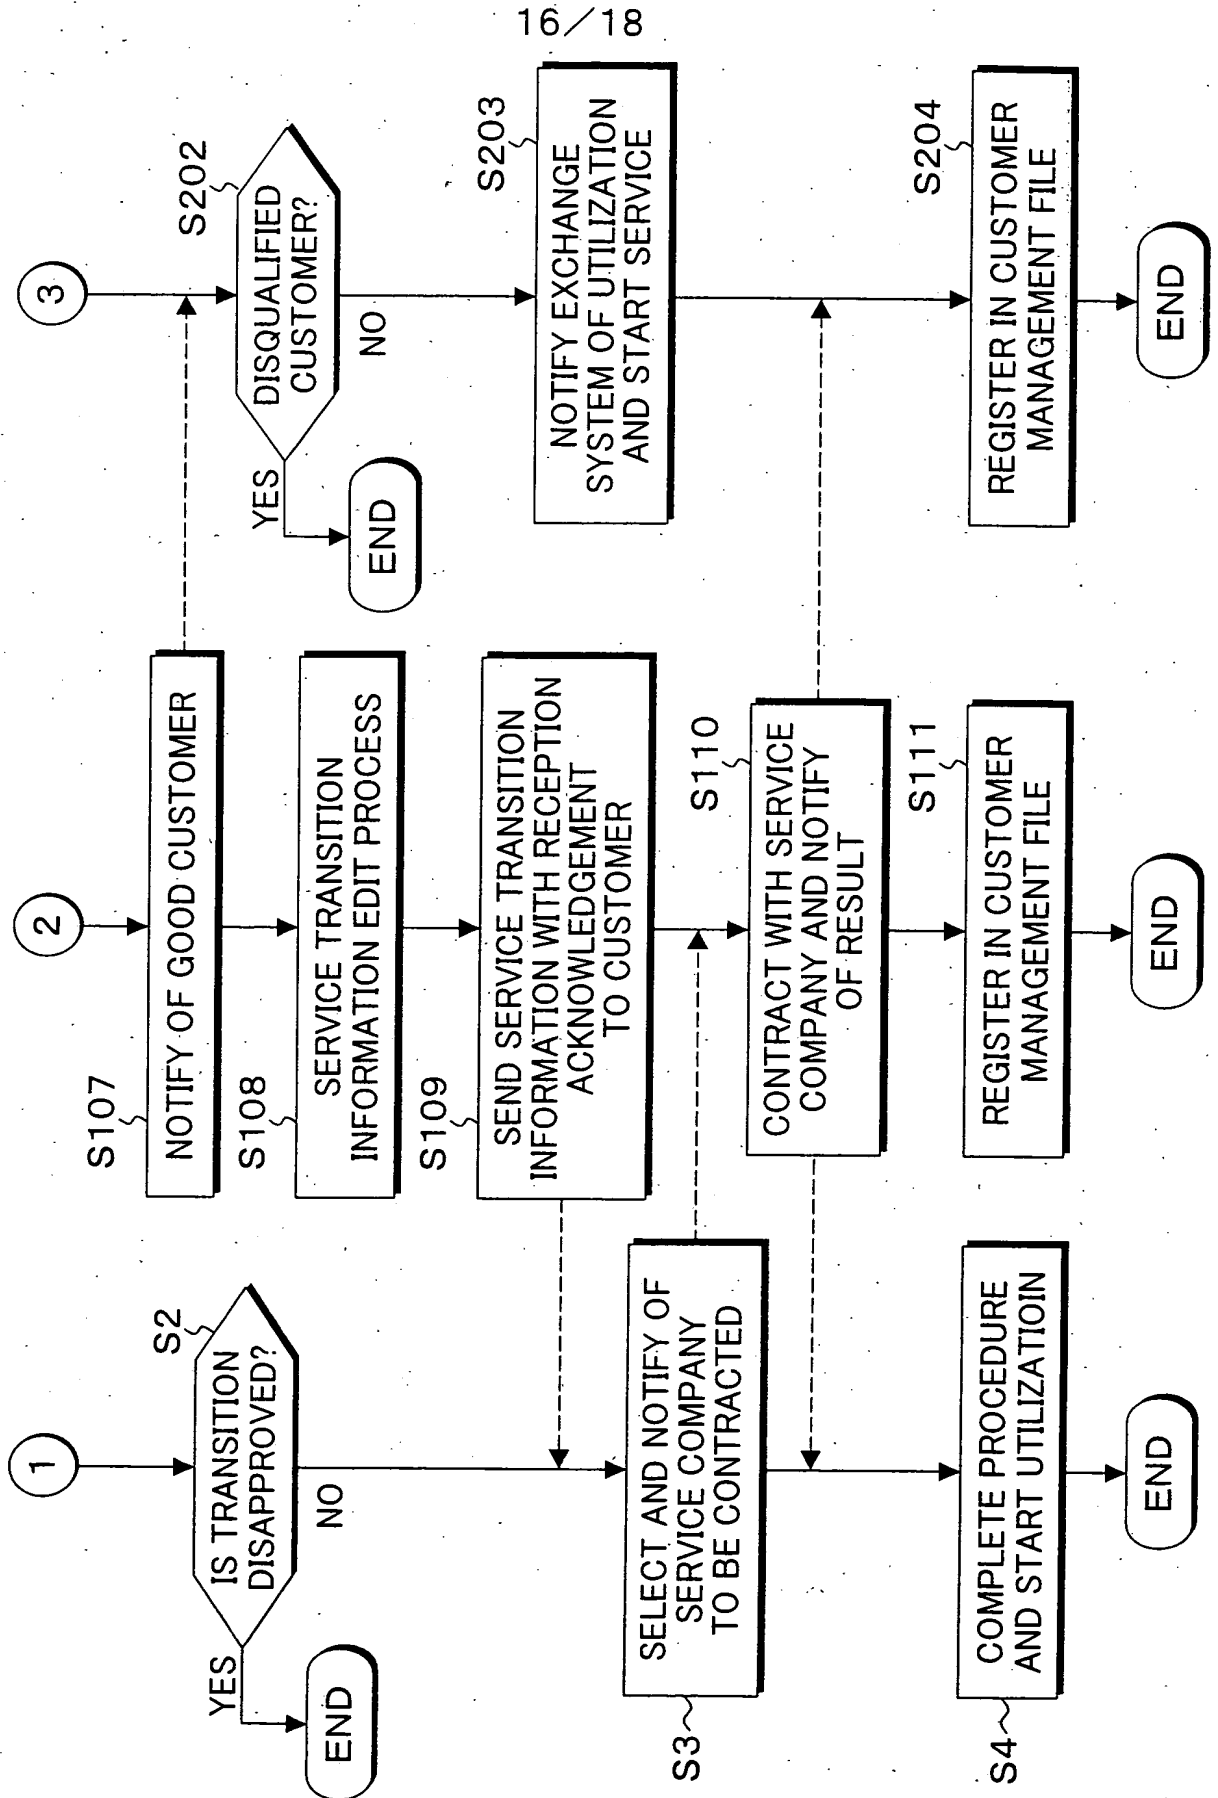 16/18
1
S2
IS TRANSITION
DISAPPROVED?
YES
END
NO
S3
SELECT AND NOTIFY OF
SERVICE COMPANY
TO BE CONTRACTED
S4
COMPLETE PROCEDURE
AND START UTILIZATIOIN
END
2
S107
NOTIFY OF GOOD CUSTOMER
S108
SERVICE TRANSITION
INFORMATION EDIT PROCESS
S109
SEND SERVICE TRANSITION
INFORMATION WITH RECEPTION
ACKNOWLEDGEMENT
TO CUSTOMER
S110
CONTRACT WITH SERVICE
COMPANY AND NOTIFY
OF RESULT
S111
REGISTER IN CUSTOMER
MANAGEMENT FILE
END
3
S202
DISQUALIFIED
CUSTOMER?
YES
END
NO
S203
NOTIFY EXCHANGE
SYSTEM OF UTILIZATION
AND START SERVICE
S204
REGISTER IN CUSTOMER
MANAGEMENT FILE
END